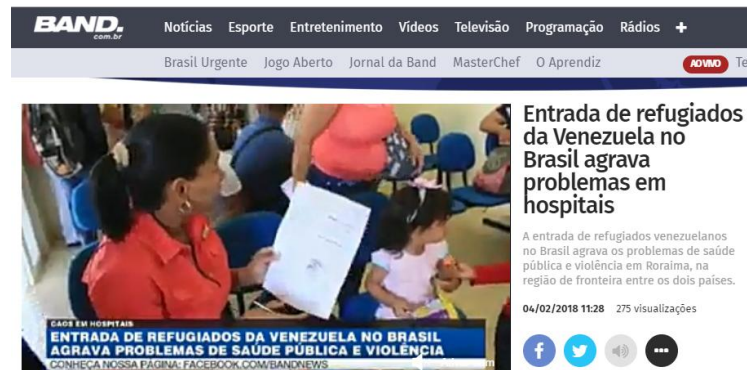 BAND.
com.br
Notícias Esporte Entretenimento Vídeos Televisão Programação Rádios +
Brasil Urgente Jogo Aberto Jornal da Band MasterChef O Aprendiz AO VIVO Te
Entrada de refugiados
da Venezuela no
Brasil agrava
problemas em
hospitais
A entrada de refugiados venezuelanos
no Brasil agrava os problemas de saúde
pública e violência em Roraima, na
região de fronteira entre os dois países.
04/02/2018 11:28 275 visualizações
CAOS EM HOSPITAIS
ENTRADA DE REFUGIADOS DA VENEZUELA NO BRASIL
AGRAVA PROBLEMAS DE SAÚDE PÚBLICA E VIOLÊNCIA
CONHEÇA NOSSA PÁGINA: FACEBOOK.COM/BANDNEWS